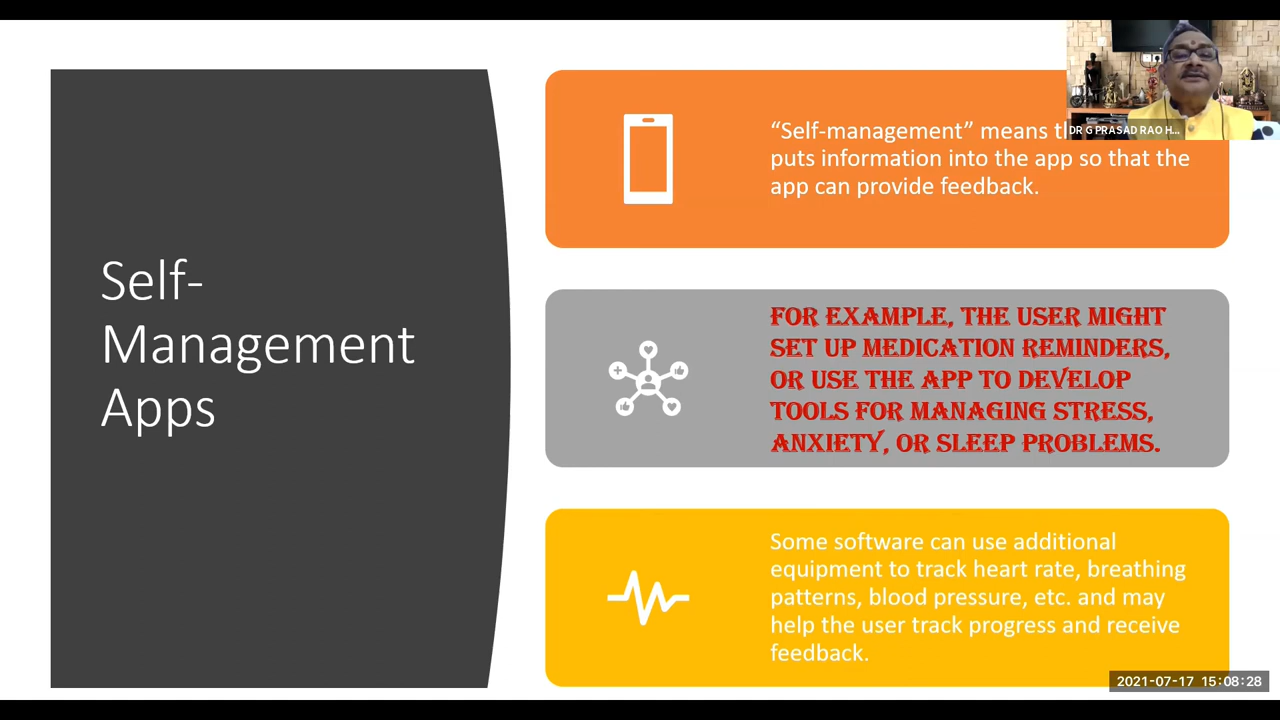 Self-
Management
Apps
“Self-management” means
puts information into the app so that the
app can provide feedback.
FOR EXAMPLE, THE USER MIGHT
SET UP MEDICATION REMINDERS,
OR USE THE APP TO DEVELOP
TOOLS FOR MANAGING STRESS,
ANXIETY, OR SLEEP PROBLEMS.
Some software can use additional
equipment to track heart rate, breathing
patterns, blood pressure, etc. and may
help the user track progress and receive
feedback.
DR G PRASAD RAO H...
2021-07-17 15:08:28